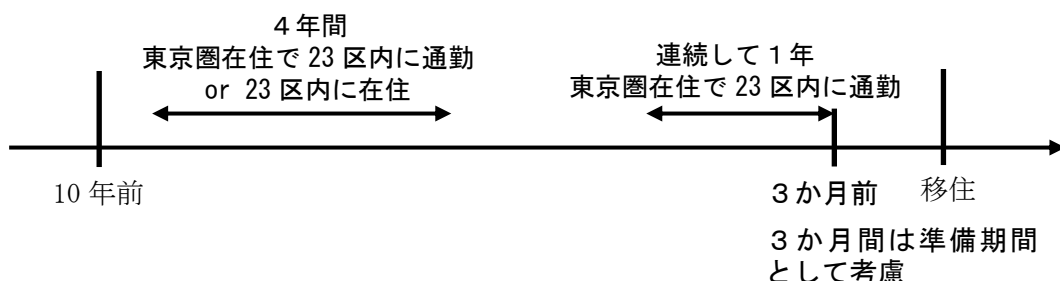 ４年間
東京圏在住で 23 区内に通勤
or 23 区内に在住
連続して１年
東京圏在住で 23 区内に通勤
10 年前
３か月前
移住
３か月間は準備期間
として考慮